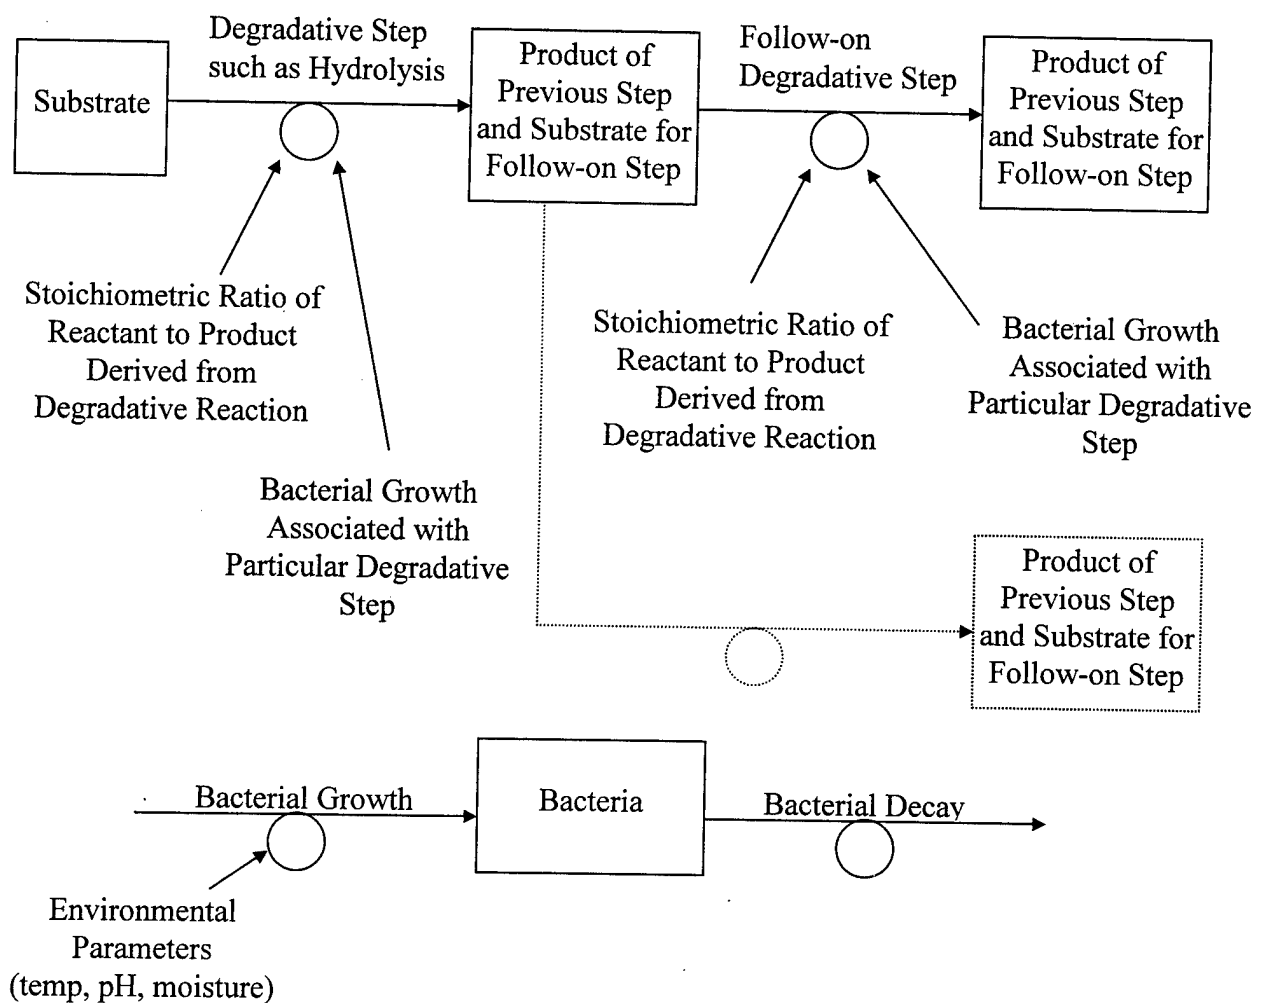 Substrate
Degradative Step
such as Hydrolysis
Product of
Previous Step
and Substrate for
Follow-on Step
Follow-on
Degradative Step
Product of
Previous Step
and Substrate for
Follow-on Step
Stoichiometric Ratio of
Reactant to Product
Derived from
Degradative Reaction
Bacterial Growth
Associated with
Particular Degradative
Step
Stoichiometric Ratio of
Reactant to Product
Derived from
Degradative Reaction
Bacterial Growth
Associated with
Particular Degradative
Step
Product of
Previous Step
and Substrate for
Follow-on Step
Bacterial Growth
Bacteria
Bacterial Decay
Environmental
Parameters
(temp, pH, moisture)